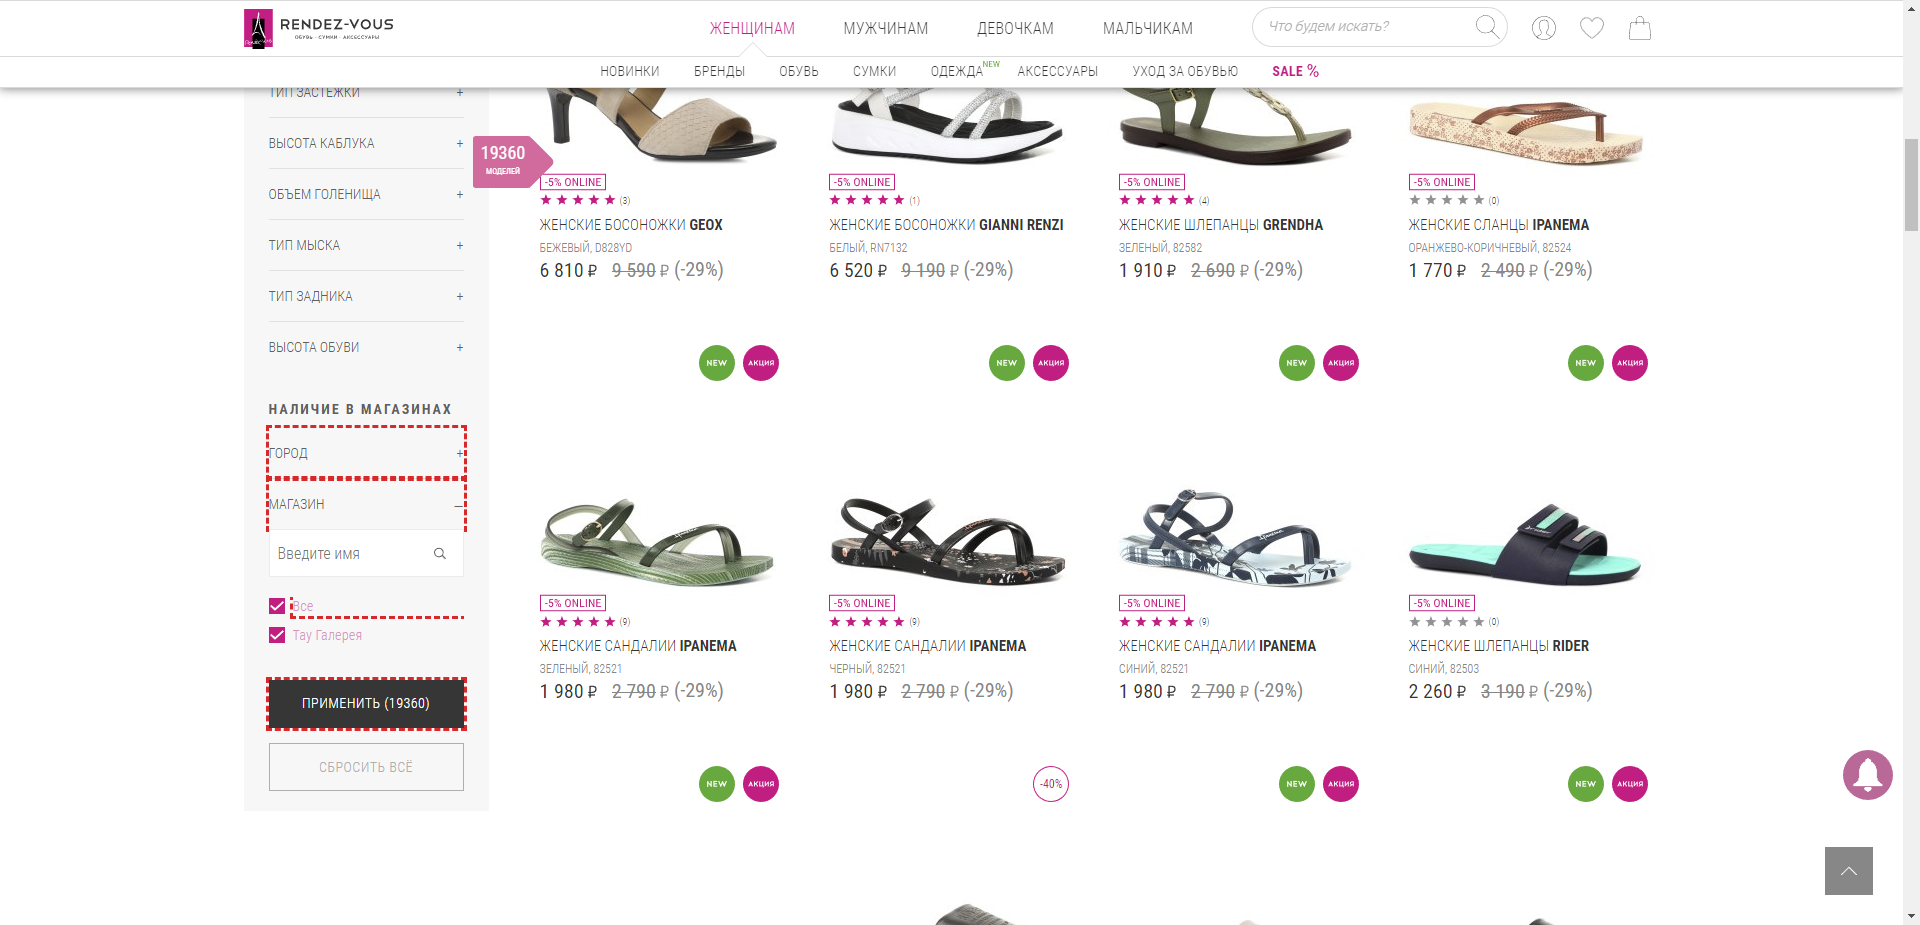 RENDEZ-VOUS
ОБУВЬ · СУМКИ · АКСЕССУАРЫ
ЖЕНЩИНАМ
МУЖЧИНАМ
ДЕВОЧКАМ
МАЛЬЧИКАМ
Что будем искать?
НОВИНКИ
БРЕНДЫ
ОБУВЬ
СУМКИ
ОДЕЖДА NEW
АКСЕССУАРЫ
УХОД ЗА ОБУВЬЮ
SALE %
ТИП ЗАСТЕЖКИ +
ВЫСОТА КАБЛУКА +
ОБЪЕМ ГОЛЕНИЩА +
ТИП МЫСКА +
ТИП ЗАДНИКА +
ВЫСОТА ОБУВИ +
19360
МОДЕЛЕЙ
НАЛИЧИЕ В МАГАЗИНАХ
ГОРОД +
МАГАЗИН –
Введите имя
Все
Тау Галерея
ПРИМЕНИТЬ (19360)
СБРОСИТЬ ВСЁ
-5% ONLINE
(3)
ЖЕНСКИЕ БОСОНОЖКИ GEOX
БЕЖЕВЫЙ, D828YD
6 810 ₽ 9 590 ₽ (-29%)
-5% ONLINE
(1)
ЖЕНСКИЕ БОСОНОЖКИ GIANNI RENZI
БЕЛЫЙ, RN7132
6 520 ₽ 9 190 ₽ (-29%)
-5% ONLINE
(4)
ЖЕНСКИЕ ШЛЕПАНЦЫ GRENDHA
ЗЕЛЕНЫЙ, 82582
1 910 ₽ 2 690 ₽ (-29%)
-5% ONLINE
(0)
ЖЕНСКИЕ СЛАНЦЫ IPANEMA
ОРАНЖЕВО-КОРИЧНЕВЫЙ, 82524
1 770 ₽ 2 490 ₽ (-29%)
NEW АКЦИЯ
NEW АКЦИЯ
NEW АКЦИЯ
NEW АКЦИЯ
-5% ONLINE
(9)
ЖЕНСКИЕ САНДАЛИИ IPANEMA
ЗЕЛЕНЫЙ, 82521
1 980 ₽ 2 790 ₽ (-29%)
-5% ONLINE
(9)
ЖЕНСКИЕ САНДАЛИИ IPANEMA
ЧЕРНЫЙ, 82521
1 980 ₽ 2 790 ₽ (-29%)
-5% ONLINE
(9)
ЖЕНСКИЕ САНДАЛИИ IPANEMA
СИНИЙ, 82521
1 980 ₽ 2 790 ₽ (-29%)
-5% ONLINE
(0)
ЖЕНСКИЕ ШЛЕПАНЦЫ RIDER
СИНИЙ, 82503
2 260 ₽ 3 190 ₽ (-29%)
NEW АКЦИЯ
-40%
NEW АКЦИЯ
NEW АКЦИЯ